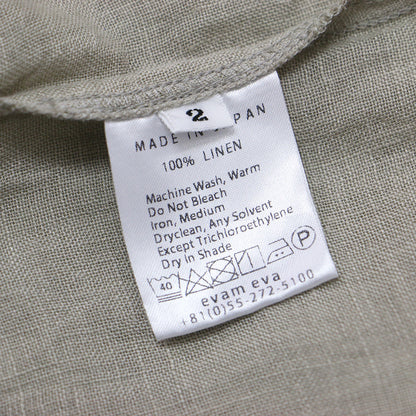 2
MADE IN JAPAN
100% LINEN
Machine Wash, Warm
Do Not Bleach
Iron, Medium
Dryclean, Any Solvent
Except Trichloroethylene
Dry in Shade
40 P
evam eva
+81(0)55-272-5100